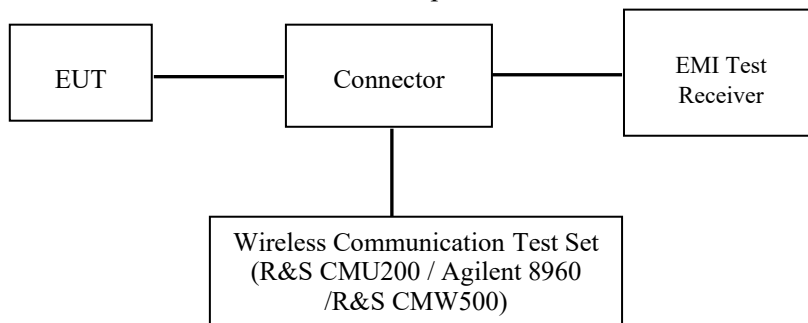 EUT
Connector
EMI Test
Receiver
Wireless Communication Test Set
(R&S CMU200 / Agilent 8960
/R&S CMW500)